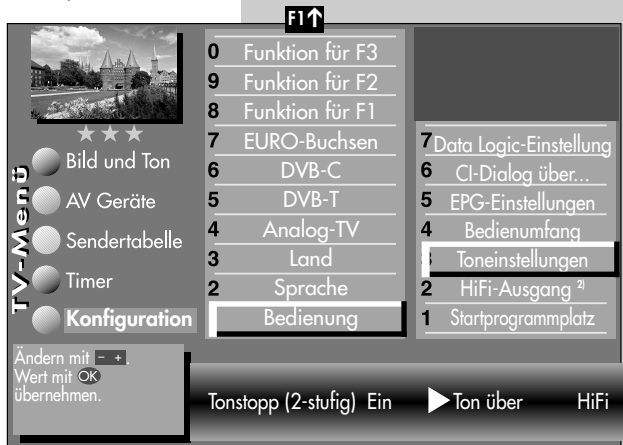 F1↑
TV-Menü
Bild und Ton
AV Geräte
Sendertabelle
Timer
Konfiguration
0 Funktion für F3
9 Funktion für F2
8 Funktion für F1
7 EURO-Buchsen
6 DVB-C
5 DVB-T
4 Analog-TV
3 Land
2 Sprache
Bedienung
7 Data Logic-Einstellung
6 CI-Dialog über...
5 EPG-Einstellungen
4 Bedienumfang
3 Toneinstellungen
2 HiFi-Ausgang 2)
1 Startprogrammplatz
Ändern mit - + .
Wert mit OK
übernehmen.
Tonstopp (2-stufig) Ein ▶Ton über HiFi